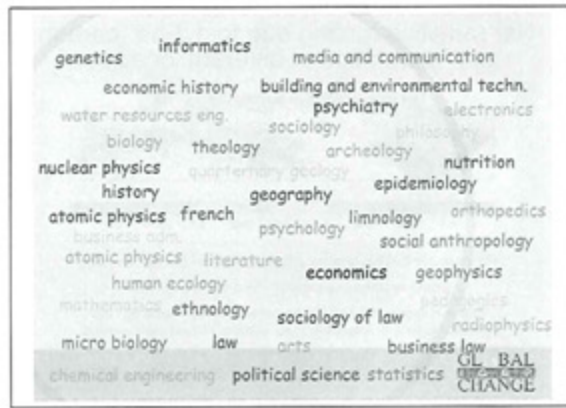 informatics
genetics media and communication
economic history building and environmental techn.
water resources eng. psychiatry electronics
sociology philosophy
biology theology archeology
nuclear physics quarternary geology nutrition
history geography epidemiology
atomic physics french limnology orthopedics
business adm. psychology social anthropology
atomic physics literature
human ecology economics geophysics
mathematics ethnology pedagogics
sociology of law radiophysics
micro biology law arts business law
chemical engineering political science statistics
GL BAL
CHANGE